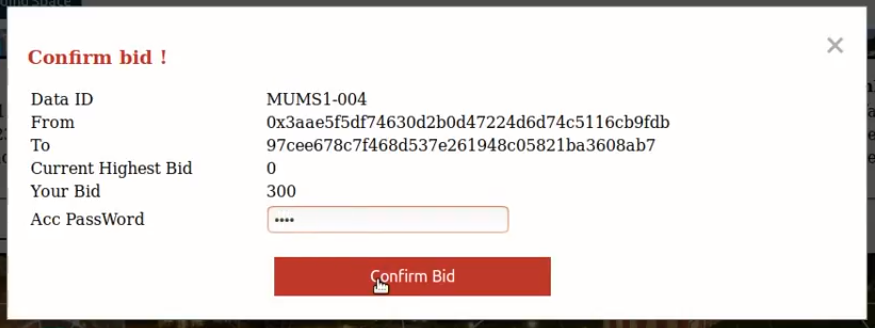 Confirm bid !
Data ID MUMS1-004
From 0x3aae5f5df74630d2b0d47224d6d74c5116cb9fdb
To 97cee678c7f468d537e261948c05821ba3608ab7
Current Highest Bid 0
Your Bid 300
Acc PassWord ••••
Confirm Bid